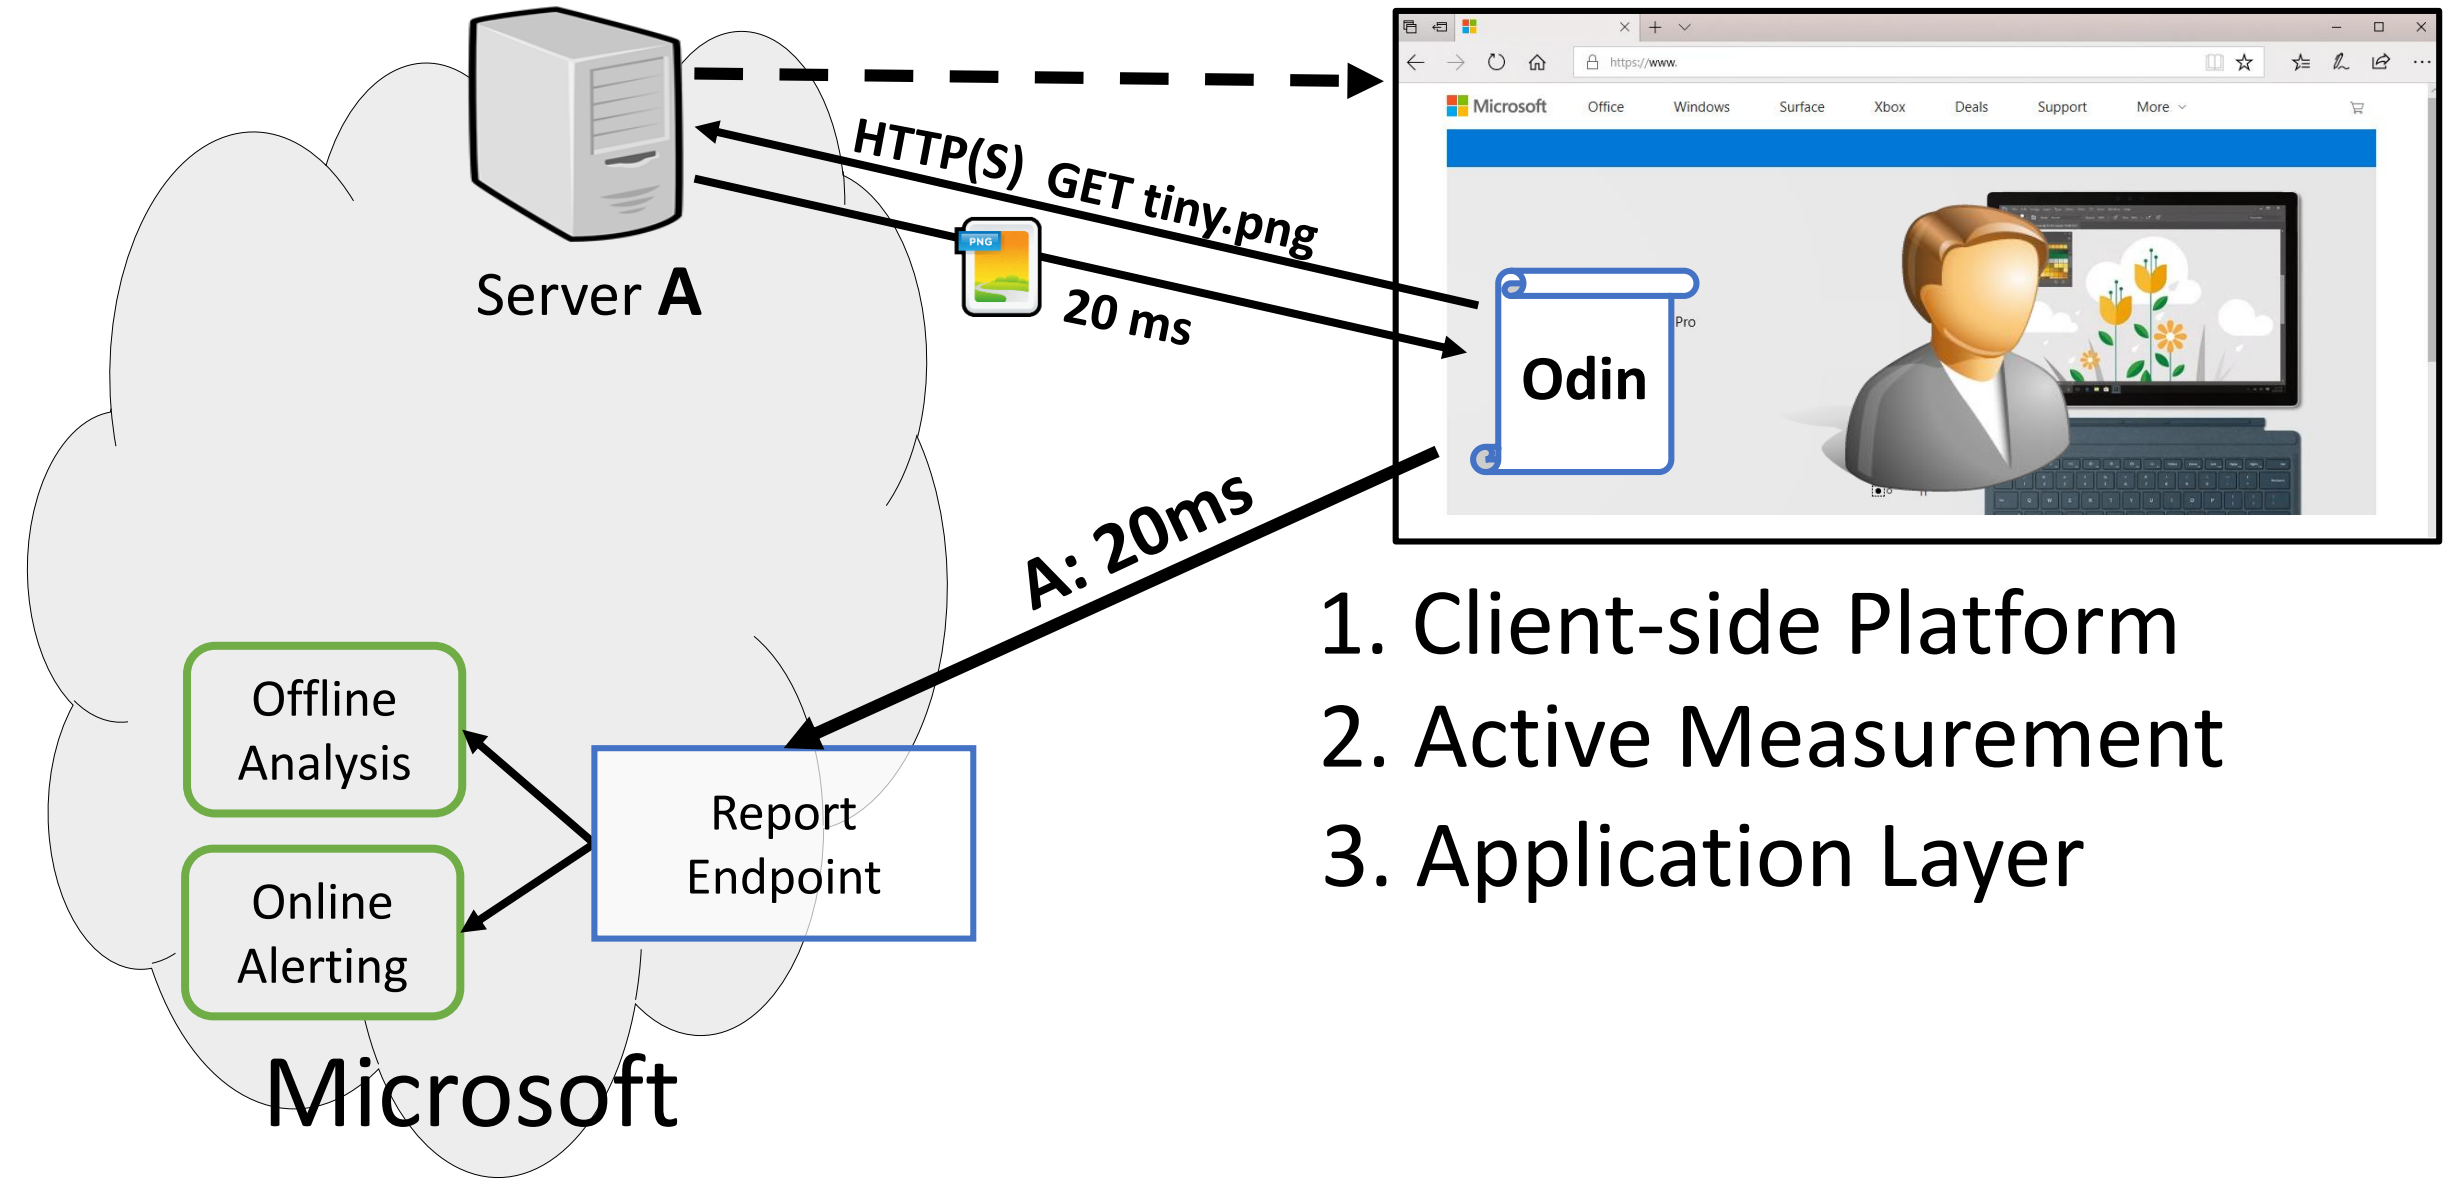 https://www.
Microsoft Office Windows Surface Xbox Deals Support More
HTTP(S) GET tiny.png
PNG
20 ms
Server A
Pro
Odin
A: 20ms
1. Client-side Platform
2. Active Measurement
3. Application Layer
Offline
Analysis
Report
Endpoint
Online
Alerting
Microsoft